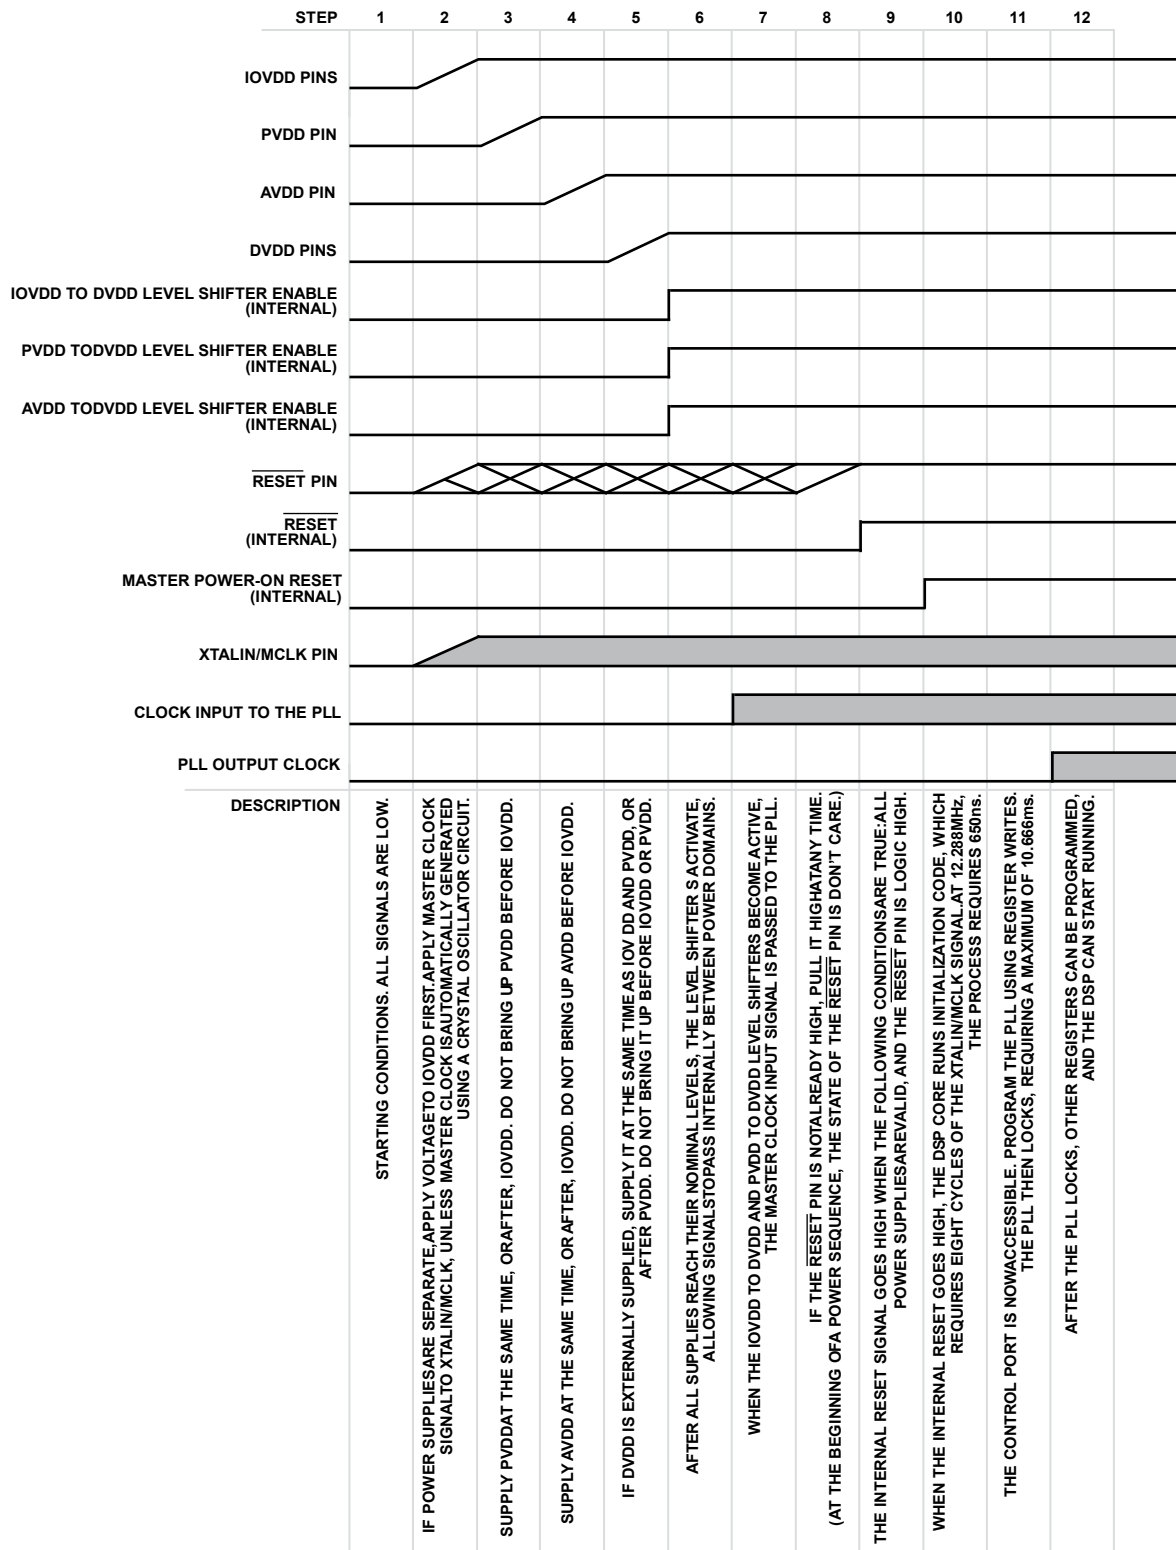 STEP 1 2 3 4 5 6 7 8 9 10 11 12
IOVDD PINS
PVDD PIN
AVDD PIN
DVDD PINS
IOVDD TO DVDD LEVEL SHIFTER ENABLE
(INTERNAL)
PVDD TODVDD LEVEL SHIFTER ENABLE
(INTERNAL)
AVDD TODVDD LEVEL SHIFTER ENABLE
(INTERNAL)
RESET PIN
RESET
(INTERNAL)
MASTER POWER-ON RESET
(INTERNAL)
XTALIN/MCLK PIN
CLOCK INPUT TO THE PLL
PLL OUTPUT CLOCK
DESCRIPTION
STARTING CONDITIONS. ALL SIGNALS ARE LOW.
IF POWER SUPPLIESARE SEPARATE,APPLY VOLTAGETO IOVDD FIRST.APPLY MASTER CLOCK
SIGNALTO XTALIN/MCLK, UNLESS MASTER CLOCK ISAUTOMATICALLY GENERATED
USING A CRYSTAL OSCILLATOR CIRCUIT.
SUPPLY PVDDAT THE SAME TIME, ORAFTER, IOVDD. DO NOT BRING UP PVDD BEFORE IOVDD.
SUPPLY AVDD AT THE SAME TIME, OR AFTER, IOVDD. DO NOT BRING UP AVDD BEFORE IOVDD.
IF DVDD IS EXTERNALLY SUPPLIED, SUPPLY IT AT THE SAME TIME AS IOV DD AND PVDD, OR
AFTER PVDD. DO NOT BRING IT UP BEFORE IOVDD OR PVDD.
AFTER ALL SUPPLIES REACH THEIR NOMINAL LEVELS, THE LEVEL SHIFTER S ACTIVATE,
ALLOWING SIGNALSTOPASS INTERNALLY BETWEEN POWER DOMAINS.
WHEN THE IOVDD TO DVDD AND PVDD TO DVDD LEVEL SHIFTERS BECOME ACTIVE,
THE MASTER CLOCK INPUT SIGNAL IS PASSED TO THE PLL.
IF THE RESET PIN IS NOTALREADY HIGH, PULL IT HIGHATANY TIME.
(AT THE BEGINNING OFA POWER SEQUENCE, THE STATE OF THE RESET PIN IS DON'T CARE.)
THE INTERNAL RESET SIGNAL GOES HIGH WHEN THE FOLLOWING CONDITIONSARE TRUE:ALL
POWER SUPPLIESAREVALID, AND THE RESET PIN IS LOGIC HIGH.
WHEN THE INTERNAL RESET GOES HIGH, THE DSP CORE RUNS INITIALIZATION CODE, WHICH
REQUIRES EIGHT CYCLES OF THE XTALIN/MCLK SIGNAL.AT 12.288MHz,
THE PROCESS REQUIRES 650ns.
THE CONTROL PORT IS NOWACCESSIBLE. PROGRAM THE PLL USING REGISTER WRITES.
THE PLL THEN LOCKS, REQUIRING A MAXIMUM OF 10.666ms.
AFTER THE PLL LOCKS, OTHER REGISTERS CAN BE PROGRAMMED,
AND THE DSP CAN START RUNNING.